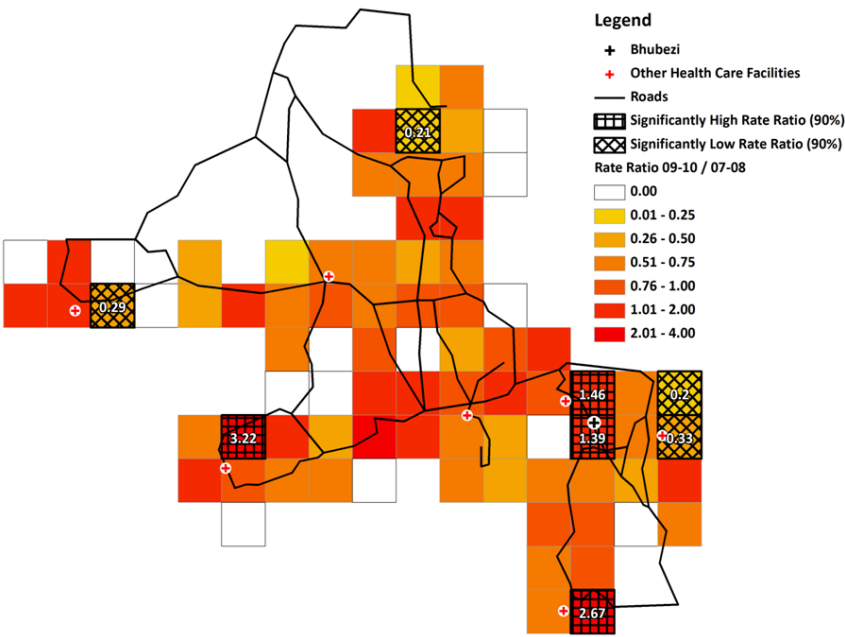 Legend
Bhubezi
Other Health Care Facilities
Roads
Significantly High Rate Ratio (90%)
Significantly Low Rate Ratio (90%)
Rate Ratio 09-10 / 07-08
0.00
0.01 - 0.25
0.26 - 0.50
0.51 - 0.75
0.76 - 1.00
1.01 - 2.00
2.01 - 4.00
0.21
0.29
1.46
0.2
3.22
1.39
0.33
2.67